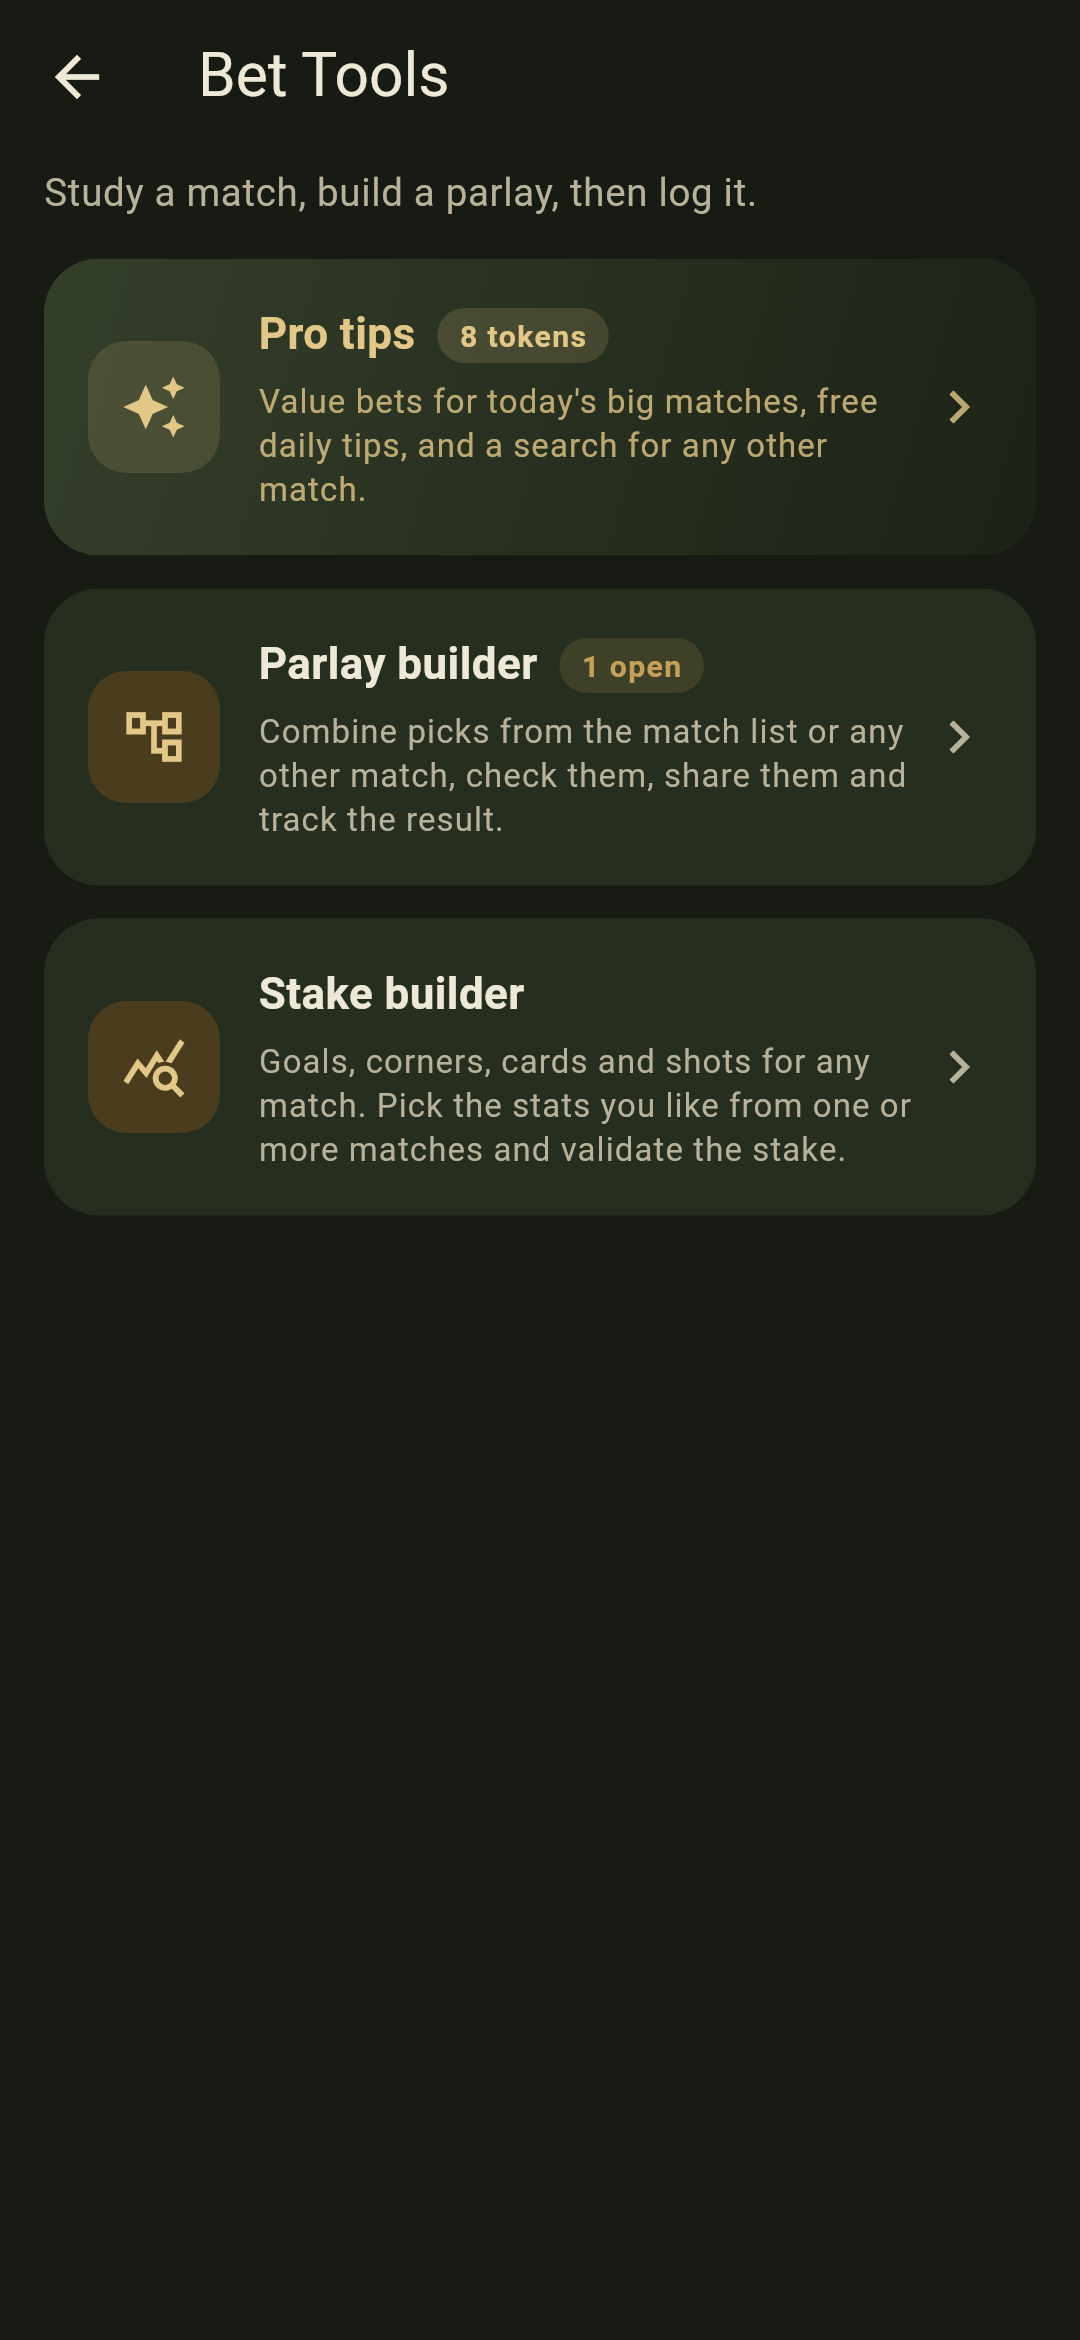 Bet Tools
Study a match, build a parlay, then log it.
Pro tips 8 tokens
Value bets for today's big matches, free
daily tips, and a search for any other
match.
Parlay builder 1 open
Combine picks from the match list or any
other match, check them, share them and
track the result.
Stake builder
Goals, corners, cards and shots for any
match. Pick the stats you like from one or
more matches and validate the stake.